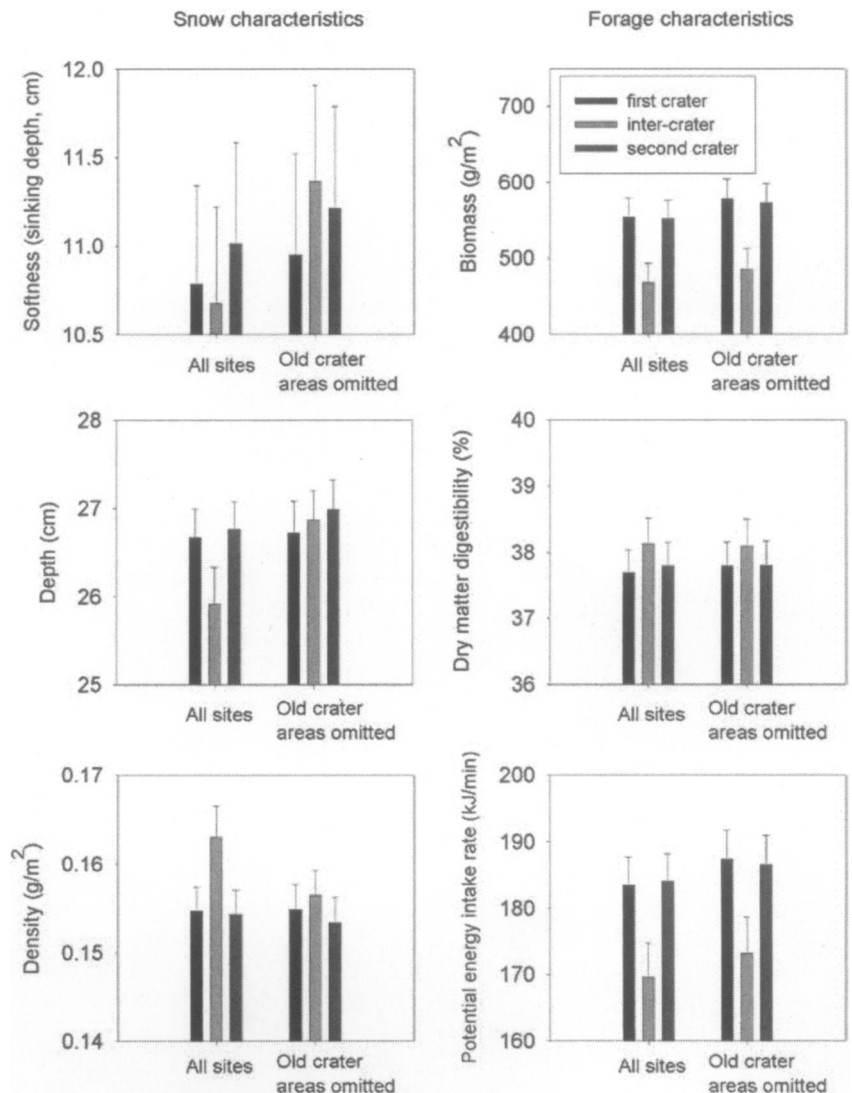 Snow characteristics
Forage characteristics
Softness (sinking depth, cm)
12.0
11.5
11.0
10.5
All sites
Old crater
areas omitted
Biomass (g/m²)
700
600
500
400
first crater
inter-crater
second crater
All sites
Old crater
areas omitted
Depth (cm)
28
27
26
25
All sites
Old crater
areas omitted
Dry matter digestibility (%)
40
39
38
37
36
All sites
Old crater
areas omitted
Density (g/m²)
0.17
0.16
0.15
0.14
All sites
Old crater
areas omitted
Potential energy intake rate (kJ/min)
200
190
180
170
160
All sites
Old crater
areas omitted